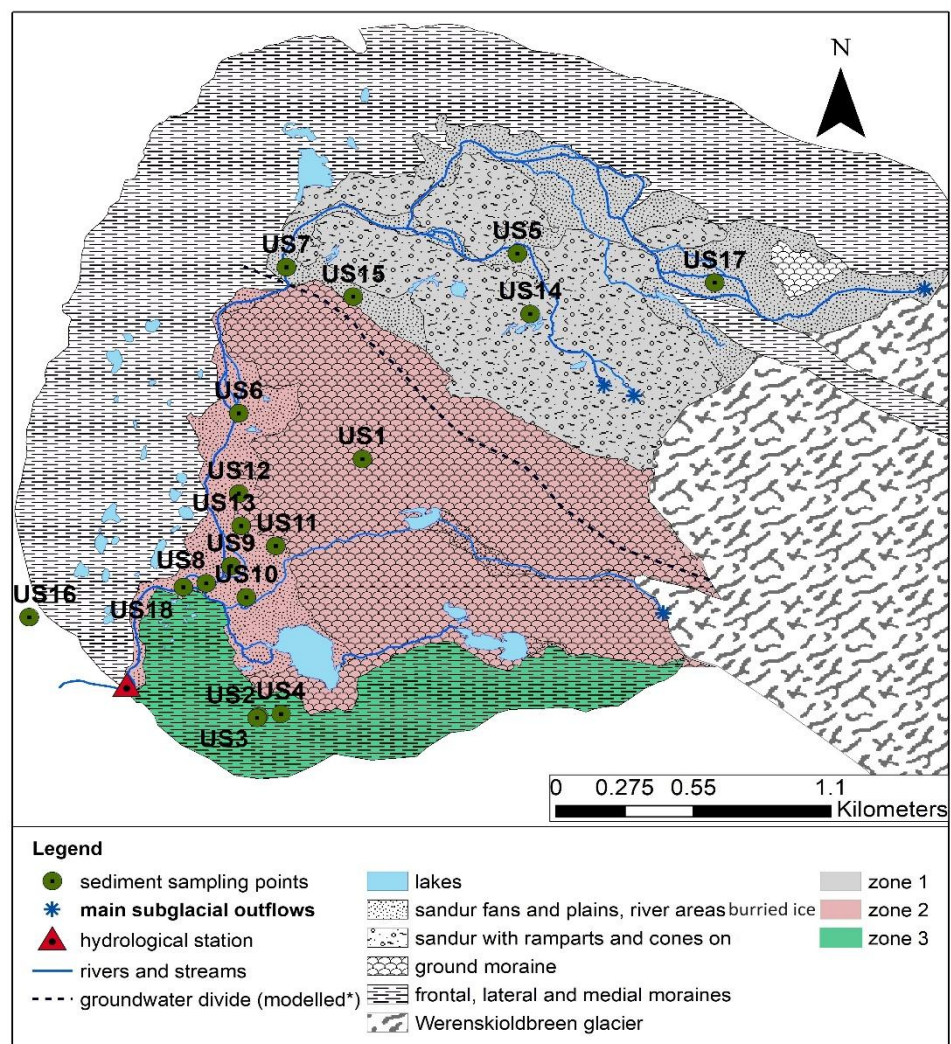 N
US7
US5
US17
US15
US14
US6
US1
US12
US13
US11
US9
US8
US10
US16
US18
US2 US4
US3
0 0.275 0.55 1.1
Kilometers
Legend
sediment sampling points
main subglacial outflows
hydrological station
rivers and streams
groundwater divide (modelled*)
lakes
sandur fans and plains, river areas burried ice
sandur with ramparts and cones on
ground moraine
frontal, lateral and medial moraines
Werenskioldbreen glacier
zone 1
zone 2
zone 3